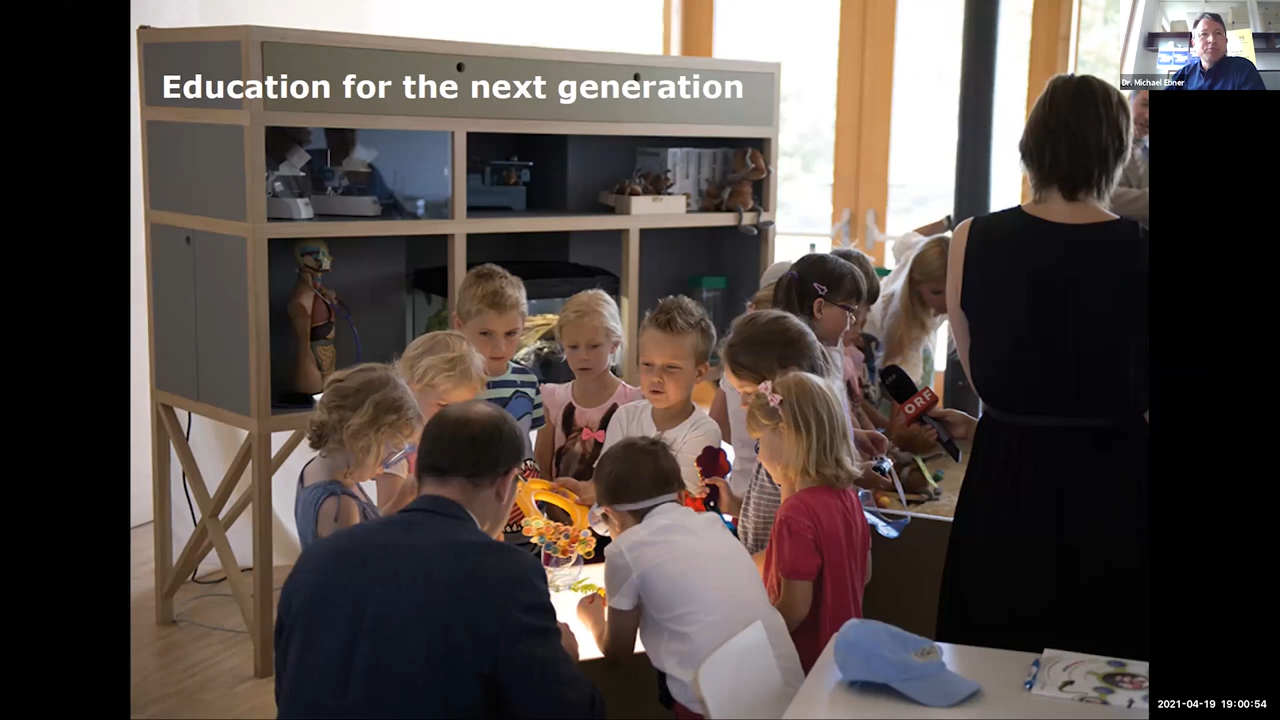 Education for the next generation
Dr. Michael Ebner
ORF
2021-04-19 19:00:54